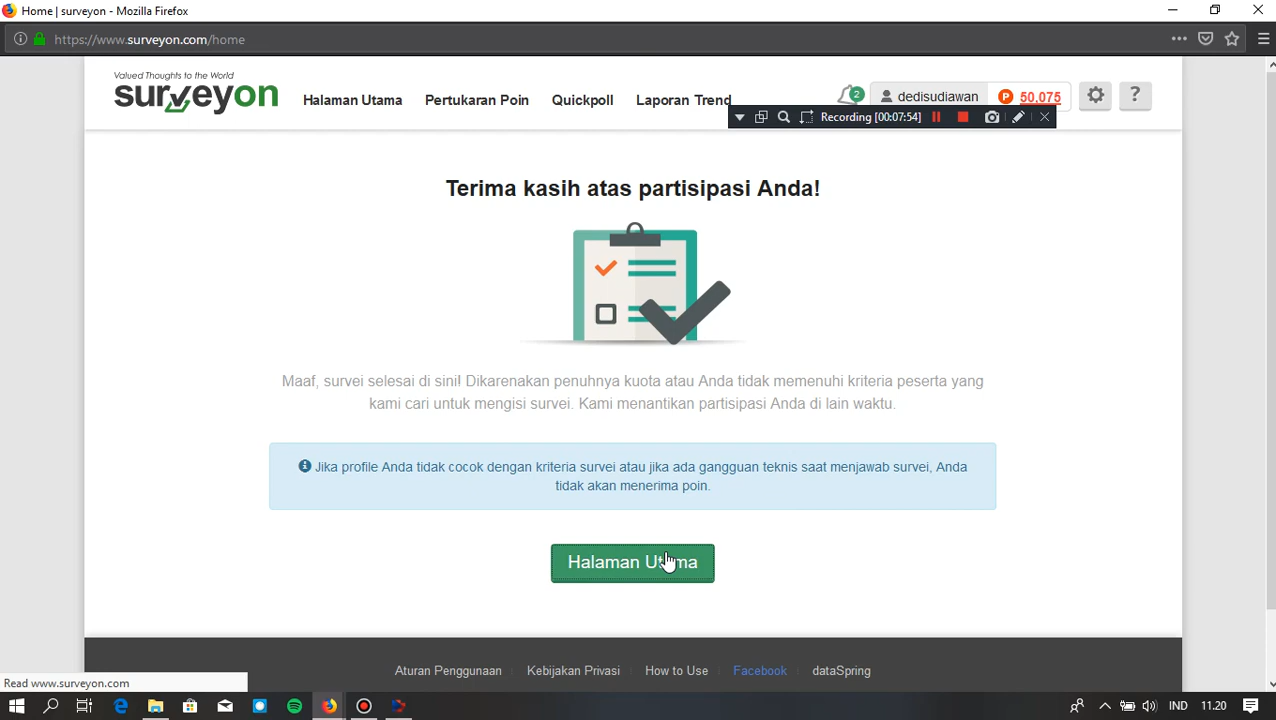 Home | surveyon - Mozilla Firefox
https://www.surveyon.com/home
Valued Thoughts to the World
surveyon
Halaman Utama
Pertukaran Poin
Quickpoll
Laporan Trend
2
dedisudiawan
P 50,075
?
Recording [00:07:54]
Terima kasih atas partisipasi Anda!
Maaf, survei selesai di sini! Dikarenakan penuhnya kuota atau Anda tidak memenuhi kriteria peserta yang
kami cari untuk mengisi survei. Kami menantikan partisipasi Anda di lain waktu.
Jika profile Anda tidak cocok dengan kriteria survei atau jika ada gangguan teknis saat menjawab survei, Anda
tidak akan menerima poin.
Halaman Utama
Aturan Penggunaan
Kebijakan Privasi
How to Use
Facebook
dataSpring
Read www.surveyon.com
IND
11.20